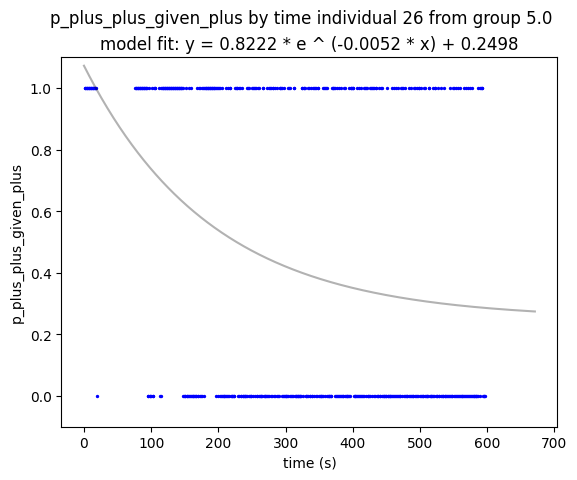 p_plus_plus_given_plus by time individual 26 from group 5.0
model fit: y = 0.8222 * e ^ (-0.0052 * x) + 0.2498
p_plus_plus_given_plus
1.0
0.8
0.6
0.4
0.2
0.0
0 100 200 300 400 500 600 700
time (s)